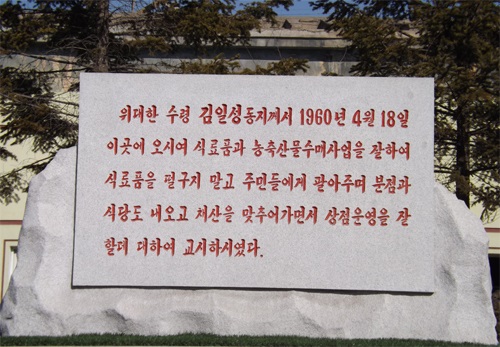 위대한 수령 김일성동지께서 1960년 4월 18일
이곳에 오시여 식료품과 농축산물수매사업을 잘하여
식료품을 떨구지 말고 주민들에게 팔아주며 분점과
식당도 내오고 채산을 맞추어가면서 상점운영을 잘
할데 대하여 교시하시였다.